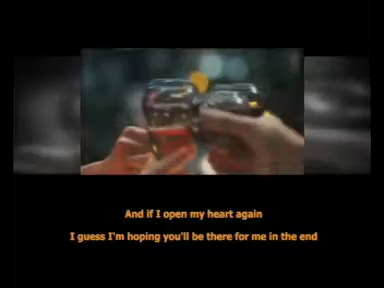 And if I open my heart again
I guess I'm hoping you'll be there for me in the end